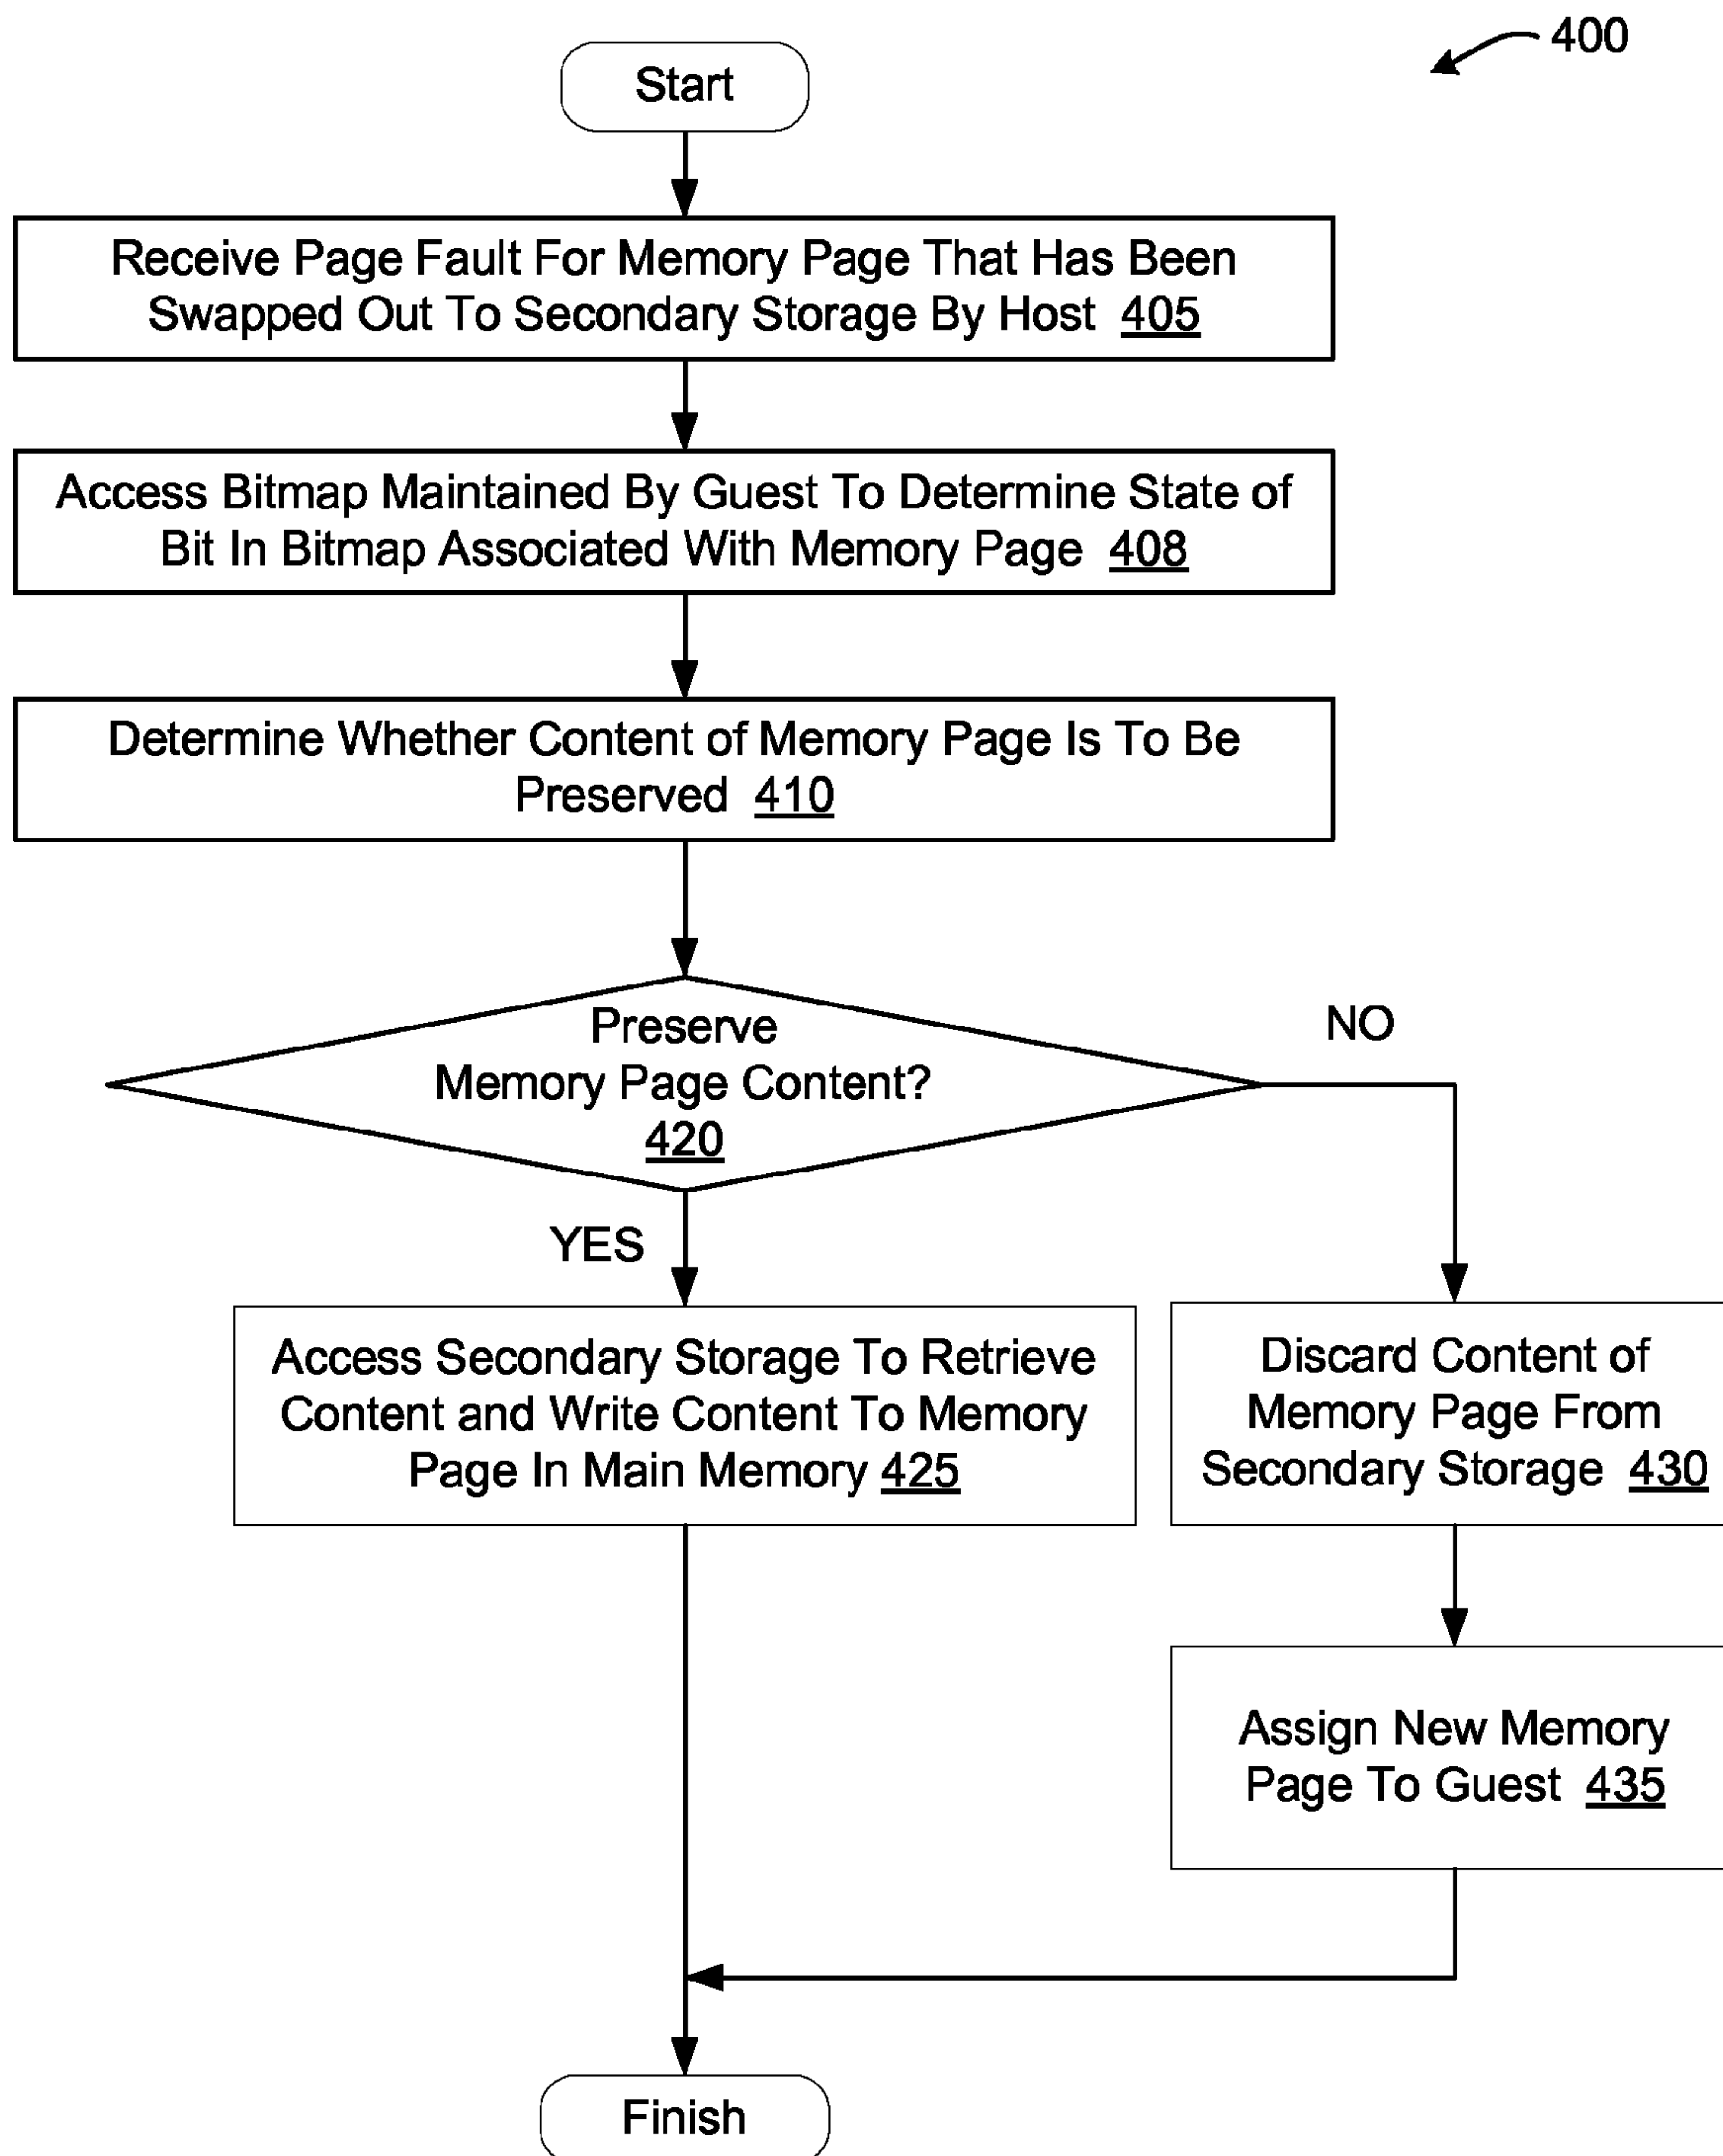 400
Start
Receive Page Fault For Memory Page That Has Been
Swapped Out To Secondary Storage By Host 405
Access Bitmap Maintained By Guest To Determine State of
Bit In Bitmap Associated With Memory Page 408
Determine Whether Content of Memory Page Is To Be
Preserved 410
Preserve
Memory Page Content?
420
NO
YES
Access Secondary Storage To Retrieve
Content and Write Content To Memory
Page In Main Memory 425
Discard Content of
Memory Page From
Secondary Storage 430
Assign New Memory
Page To Guest 435
Finish